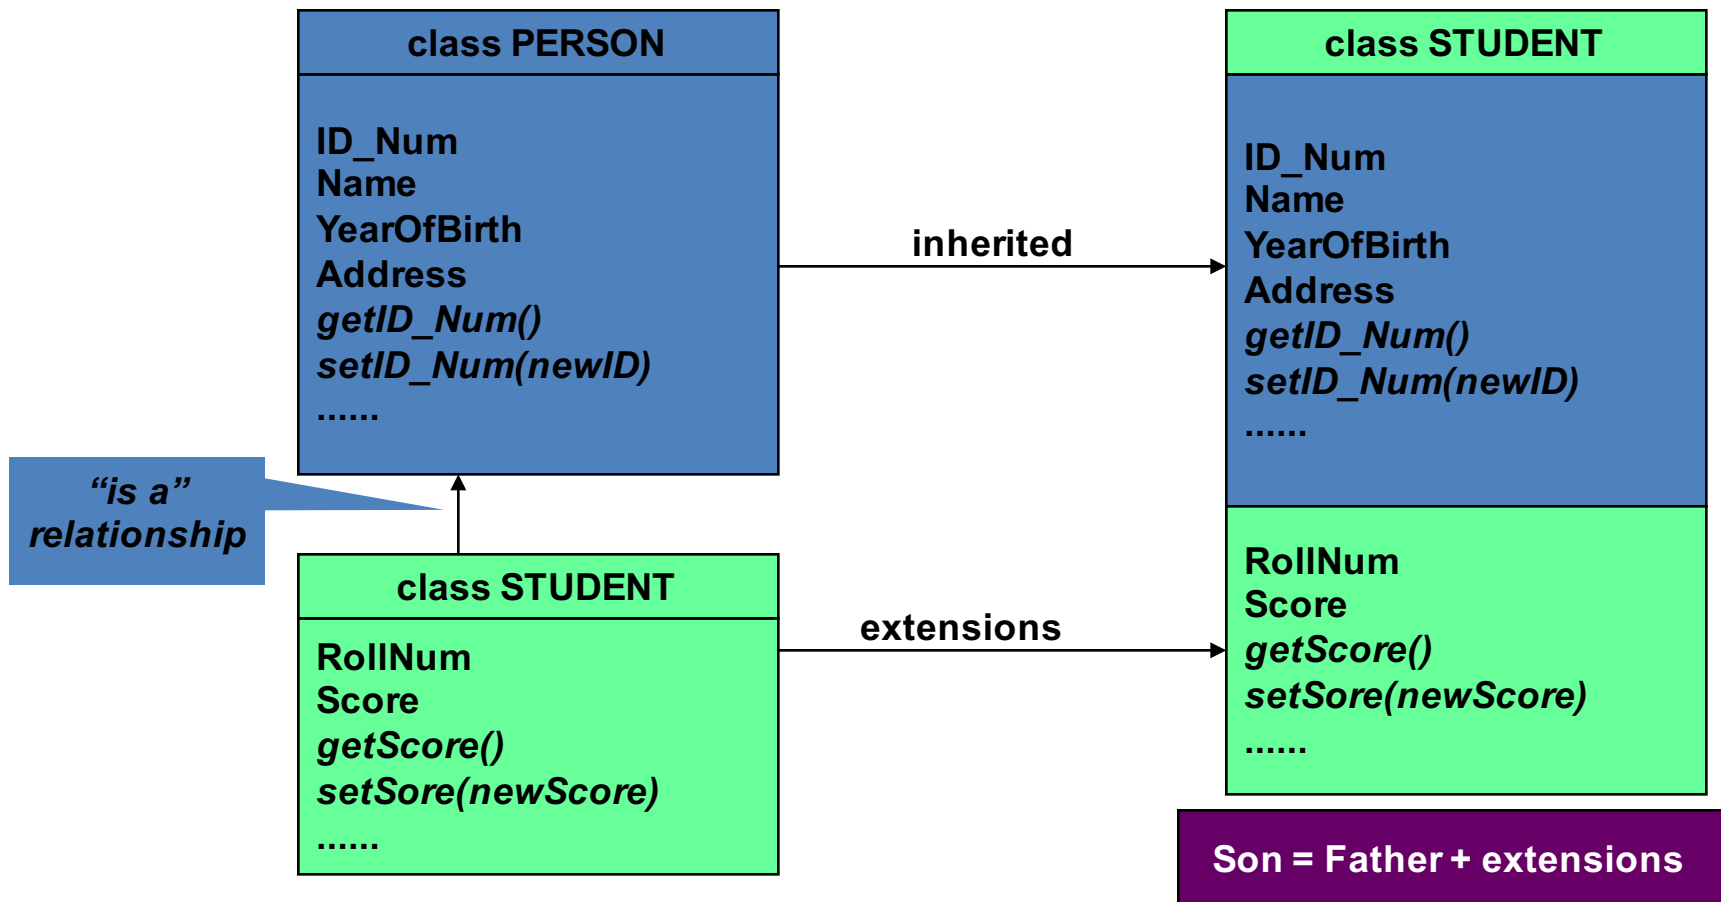 class PERSON
ID_Num
Name
YearOfBirth
Address
getID_Num()
setID_Num(newID)
......
“is a”
relationship
class STUDENT
RollNum
Score
getScore()
setSore(newScore)
......
inherited
extensions
class STUDENT
ID_Num
Name
YearOfBirth
Address
getID_Num()
setID_Num(newID)
......
RollNum
Score
getScore()
setSore(newScore)
......
Son = Father + extensions